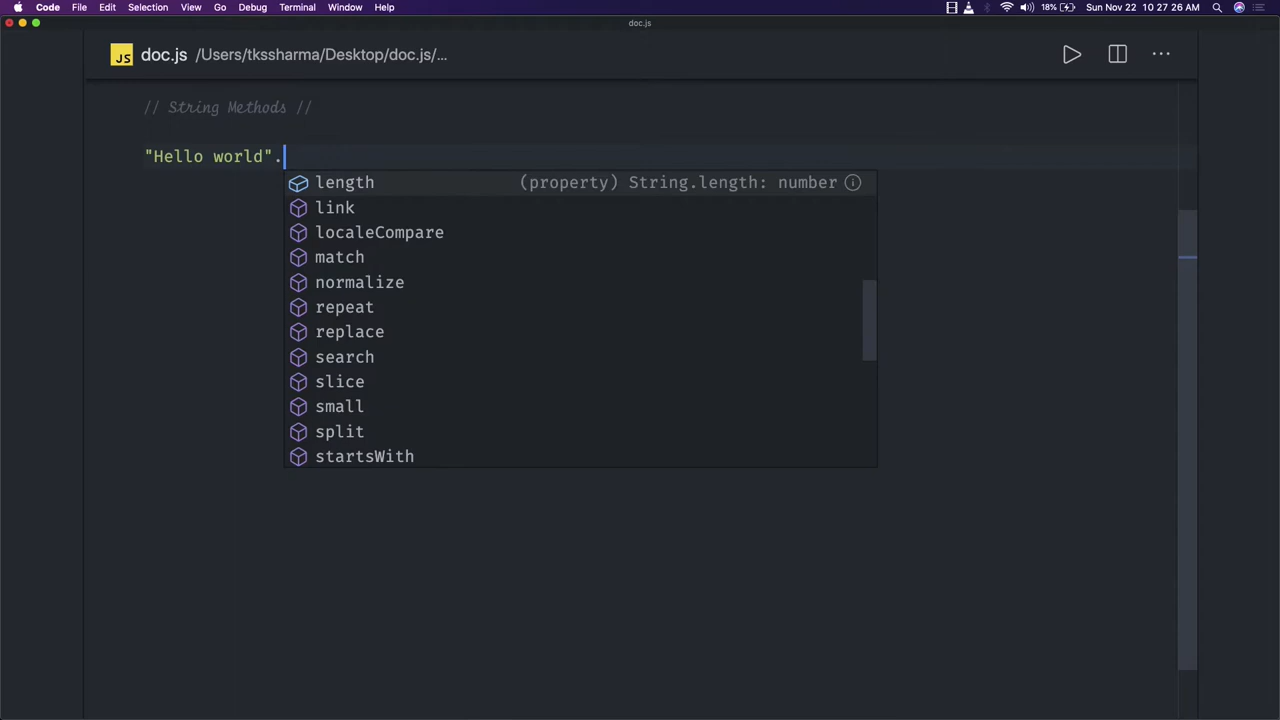 Code File Edit Selection View Go Debug Terminal Window Help 18% Sun Nov 22 10 27 26 AM
doc.js
JS doc.js /Users/tkssharma/Desktop/doc.js/...
// String Methods //
"Hello world".
length (property) String.length: number
link
localeCompare
match
normalize
repeat
replace
search
slice
small
split
startsWith